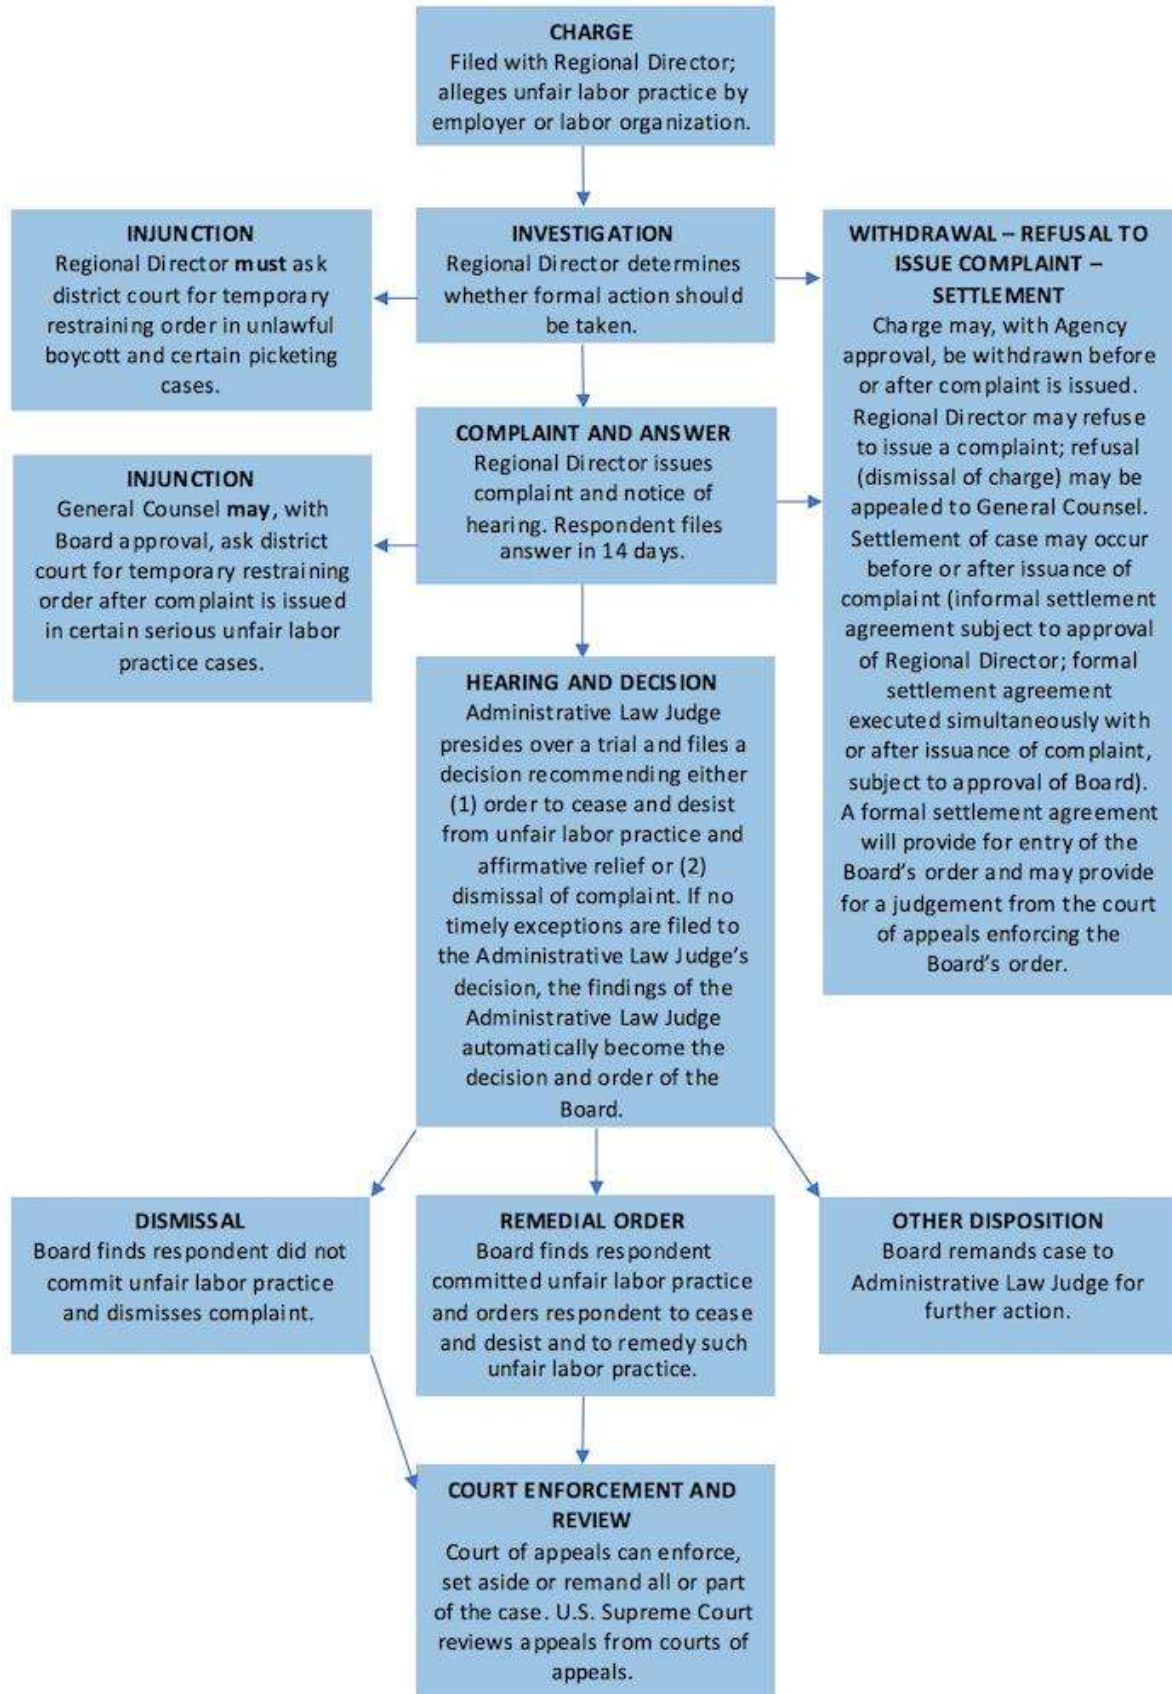 CHARGE
Filed with Regional Director;
alleges unfair labor practice by
employer or labor organization.
INJUNCTION
Regional Director must ask
district court for temporary
restraining order in unlawful
boycott and certain picketing
cases.
INVESTIGATION
Regional Director determines
whether formal action should
be taken.
WITHDRAWAL – REFUSAL TO
ISSUE COMPLAINT –
SETTLEMENT
Charge may, with Agency
approval, be withdrawn before
or after complaint is issued.
Regional Director may refuse
to issue a complaint; refusal
(dismissal of charge) may be
appealed to General Counsel.
Settlement of case may occur
before or after issuance of
complaint (informal settlement
agreement subject to approval
of Regional Director; formal
settlement agreement
executed simultaneously with
or after issuance of complaint,
subject to approval of Board).
A formal settlement agreement
will provide for entry of the
Board's order and may provide
for a judgement from the court
of appeals enforcing the
Board's order.
COMPLAINT AND ANSWER
Regional Director issues
complaint and notice of
hearing. Respondent files
answer in 14 days.
INJUNCTION
General Counsel may, with
Board approval, ask district
court for temporary restraining
order after complaint is issued
in certain serious unfair labor
practice cases.
HEARING AND DECISION
Administrative Law Judge
presides over a trial and files a
decision recommending either
(1) order to cease and desist
from unfair labor practice and
affirmative relief or (2)
dismissal of complaint. If no
timely exceptions are filed to
the Administrative Law Judge's
decision, the findings of the
Administrative Law Judge
automatically become the
decision and order of the
Board.
DISMISSAL
Board finds respondent did not
commit unfair labor practice
and dismisses complaint.
REMEDIAL ORDER
Board finds respondent
committed unfair labor practice
and orders respondent to cease
and desist and to remedy such
unfair labor practice.
OTHER DISPOSITION
Board remands case to
Administrative Law Judge for
further action.
COURT ENFORCEMENT AND
REVIEW
Court of appeals can enforce,
set aside or remand all or part
of the case. U.S. Supreme Court
reviews appeals from courts of
appeals.